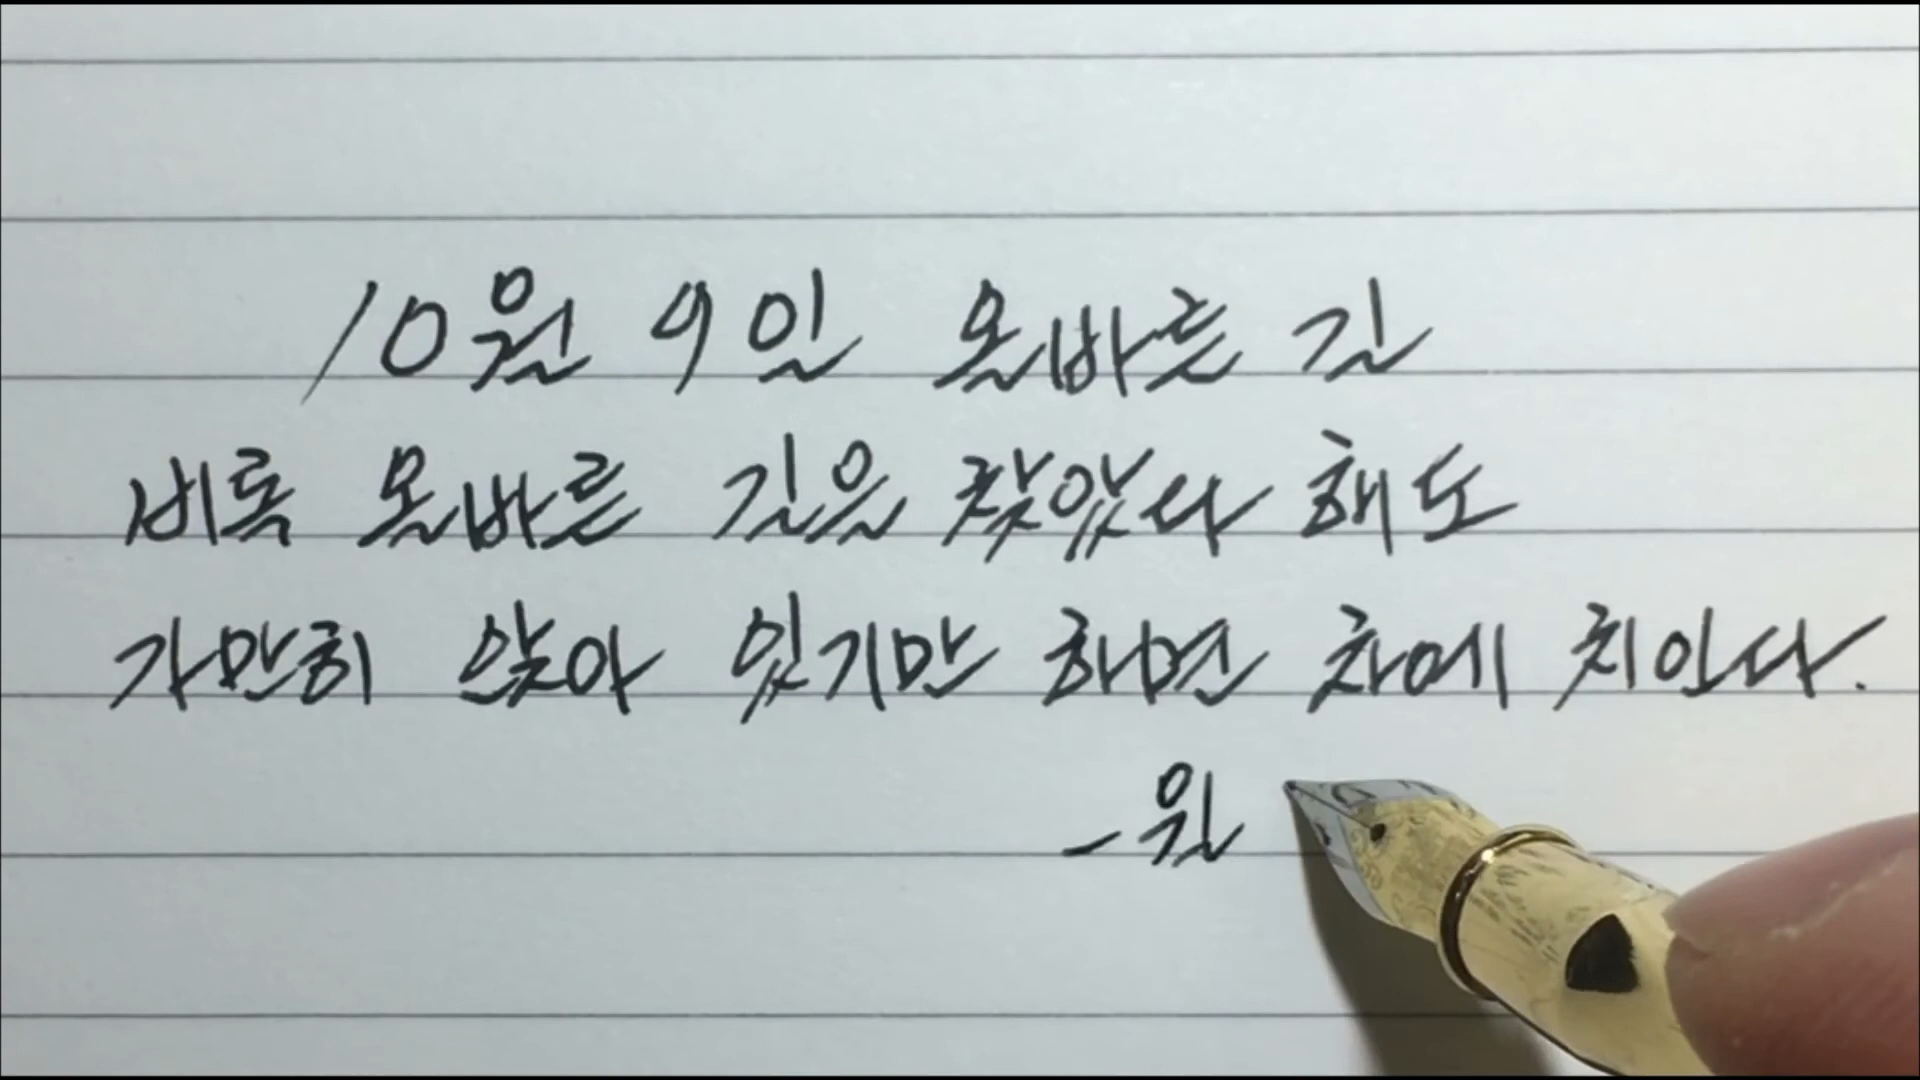 10월 9일 올바른 길
비록 올바른 길을 찾았다 해도
가만히 앉아 있기만 하면 차에 치인다.
-윌